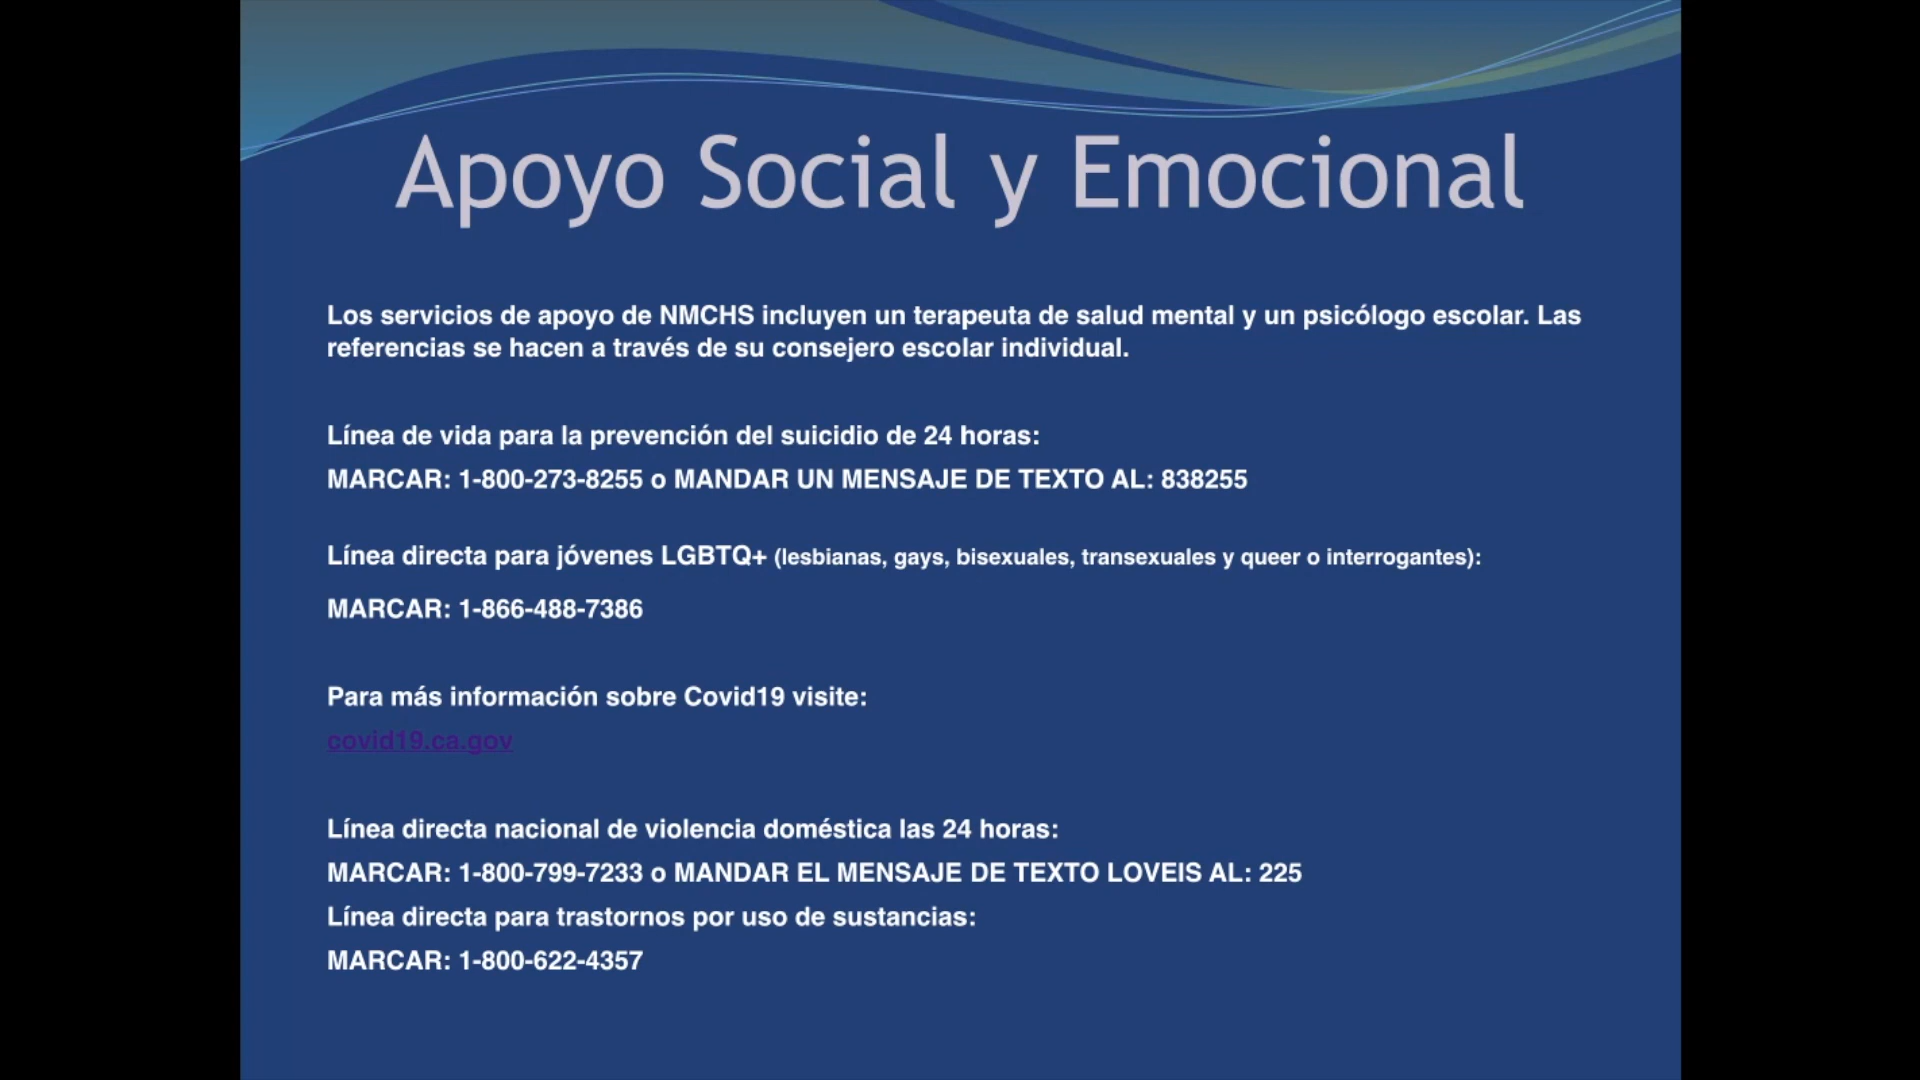 Apoyo Social y Emocional
Los servicios de apoyo de NMCHS incluyen un terapeuta de salud mental y un psicólogo escolar. Las
referencias se hacen a través de su consejero escolar individual.
Línea de vida para la prevención del suicidio de 24 horas:
MARCAR: 1-800-273-8255 o MANDAR UN MENSAJE DE TEXTO AL: 838255
Línea directa para jóvenes LGBTQ+ (lesbianas, gays, bisexuales, transexuales y queer o interrogantes):
MARCAR: 1-866-488-7386
Para más información sobre Covid19 visite:
covid19.ca.gov
Línea directa nacional de violencia doméstica las 24 horas:
MARCAR: 1-800-799-7233 o MANDAR EL MENSAJE DE TEXTO LOVEIS AL: 225
Línea directa para trastornos por uso de sustancias:
MARCAR: 1-800-622-4357